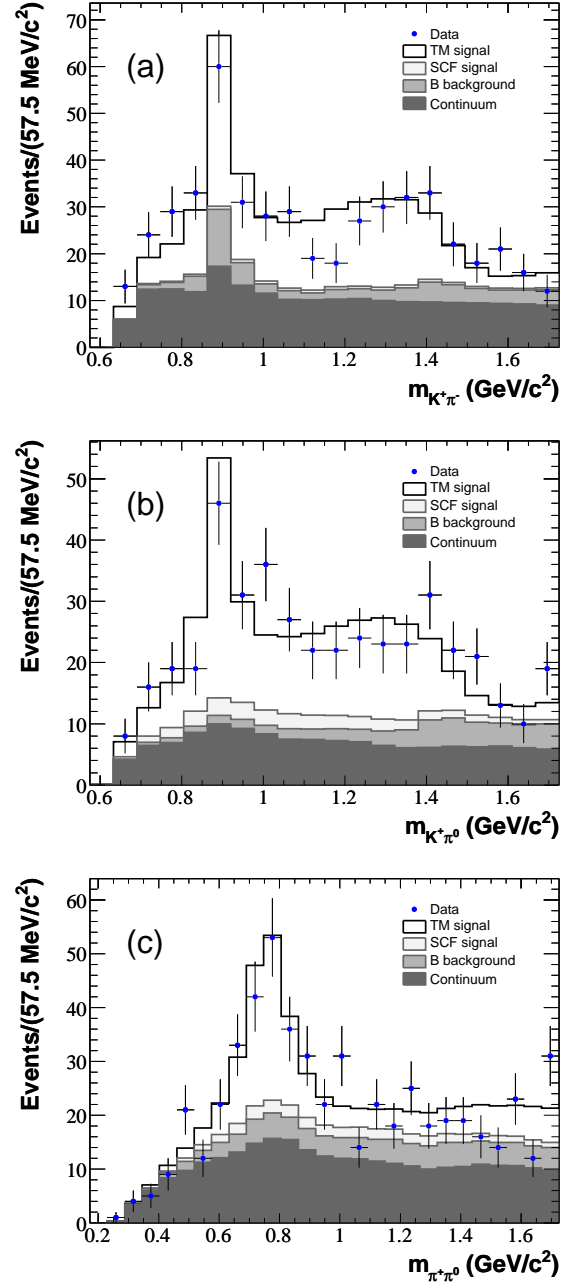 Events/(57.5 MeV/c²)
(a)
Data
TM signal
SCF signal
B background
Continuum
70
60
50
40
30
20
10
0
0.6 0.8 1 1.2 1.4 1.6
m_K⁺π⁻ (GeV/c²)
Events/(57.5 MeV/c²)
(b)
Data
TM signal
SCF signal
B background
Continuum
50
40
30
20
10
0
0.6 0.8 1 1.2 1.4 1.6
m_K⁺π⁰ (GeV/c²)
Events/(57.5 MeV/c²)
(c)
Data
TM signal
SCF signal
B background
Continuum
60
50
40
30
20
10
0
0.2 0.4 0.6 0.8 1 1.2 1.4 1.6
m_π⁺π⁰ (GeV/c²)